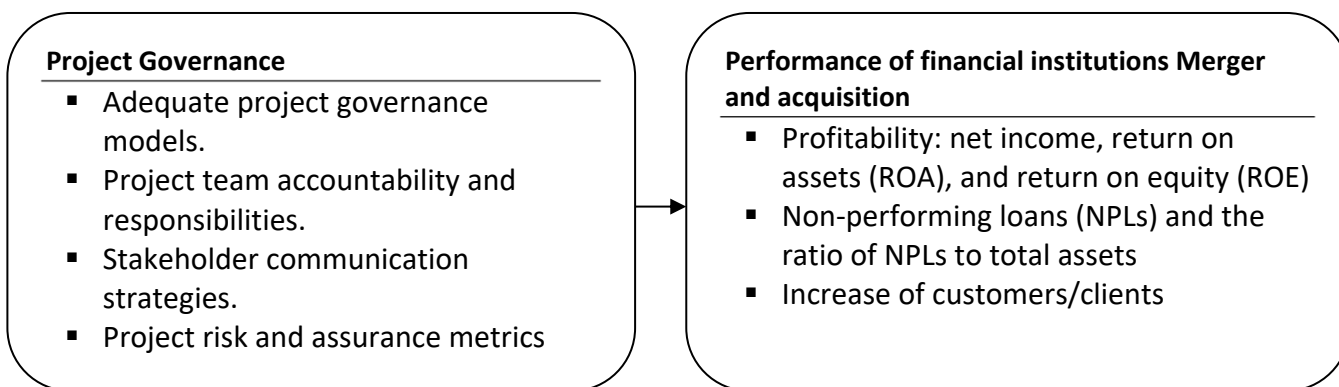 Project Governance
▪ Adequate project governance
models.
▪ Project team accountability and
responsibilities.
▪ Stakeholder communication
strategies.
▪ Project risk and assurance metrics
Performance of financial institutions Merger
and acquisition
▪ Profitability: net income, return on
assets (ROA), and return on equity (ROE)
▪ Non-performing loans (NPLs) and the
ratio of NPLs to total assets
▪ Increase of customers/clients